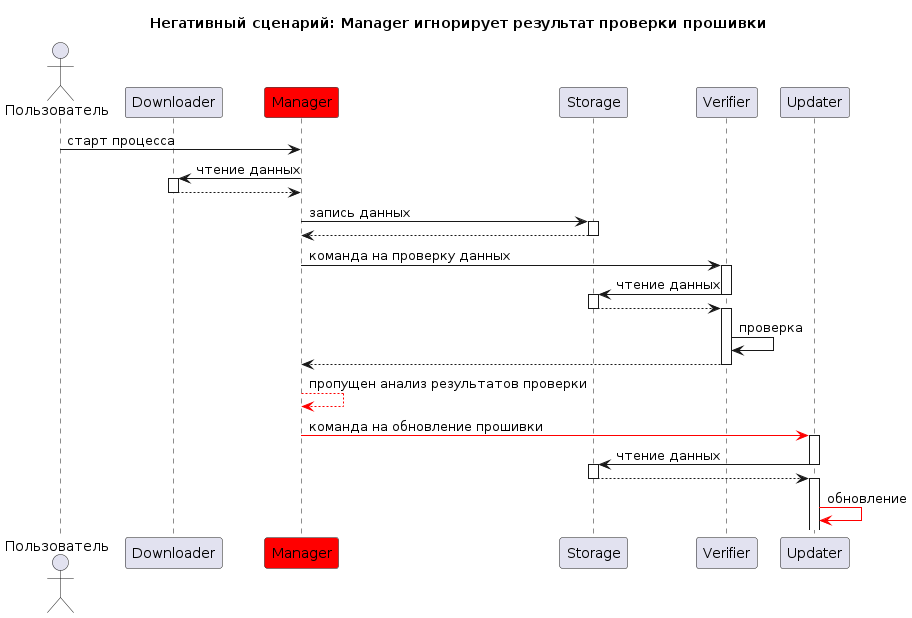 Негативный сценарий: Manager игнорирует результат проверки прошивки
Пользователь
Downloader
Manager
Storage
Verifier
Updater
старт процесса
чтение данных
запись данных
команда на проверку данных
чтение данных
проверка
пропущен анализ результатов проверки
команда на обновление прошивки
чтение данных
обновление
Пользователь
Downloader
Manager
Storage
Verifier
Updater